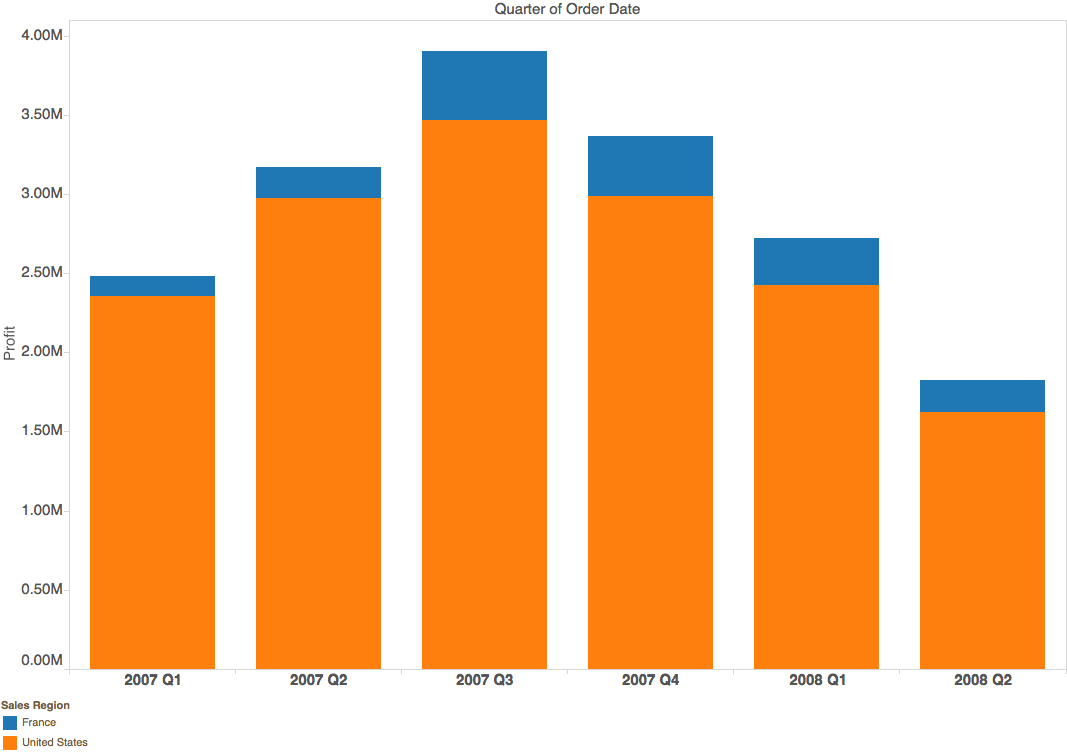 Quarter of Order Date
4.00M
3.50M
3.00M
2.50M
2.00M
1.50M
1.00M
0.50M
0.00M
Profit
2007 Q1 2007 Q2 2007 Q3 2007 Q4 2008 Q1 2008 Q2
Sales Region
France
United States